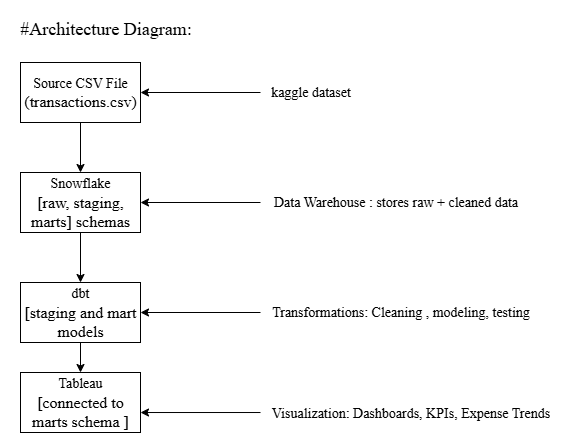 #Architecture Diagram:
Source CSV File
(transactions.csv)
kaggle dataset
Snowflake
[raw, staging,
marts] schemas
Data Warehouse : stores raw + cleaned data
dbt
[staging and mart
models
Transformations: Cleaning , modeling, testing
Tableau
[connected to
marts schema ]
Visualization: Dashboards, KPIs, Expense Trends